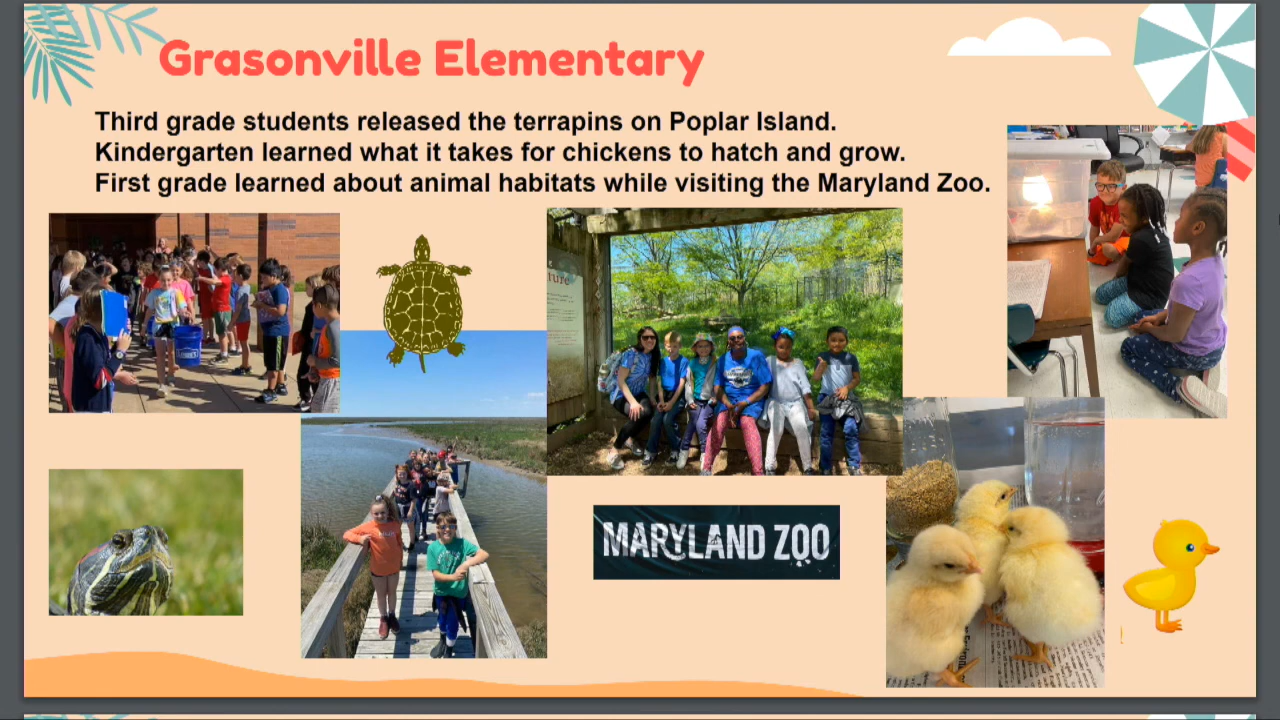 Grasonville Elementary
Third grade students released the terrapins on Poplar Island.
Kindergarten learned what it takes for chickens to hatch and grow.
First grade learned about animal habitats while visiting the Maryland Zoo.
MARYLAND ZOO